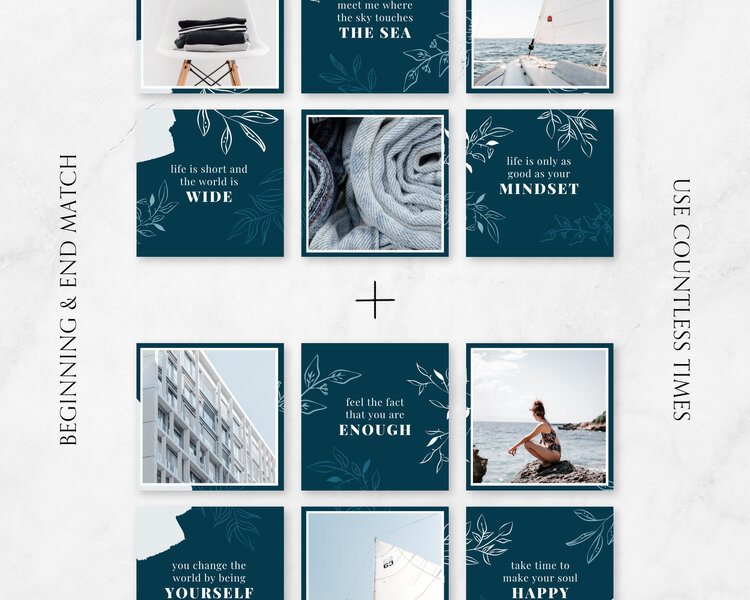 meet me where
the sky touches
THE SEA
life is short and
the world is
WIDE
life is only as
good as your
MINDSET
BEGINNING & END MATCH
USE COUNTLESS TIMES
+
feel the fact
that you are
ENOUGH
you change the
world by being
YOURSELF
69
take time to
make your soul
HAPPY